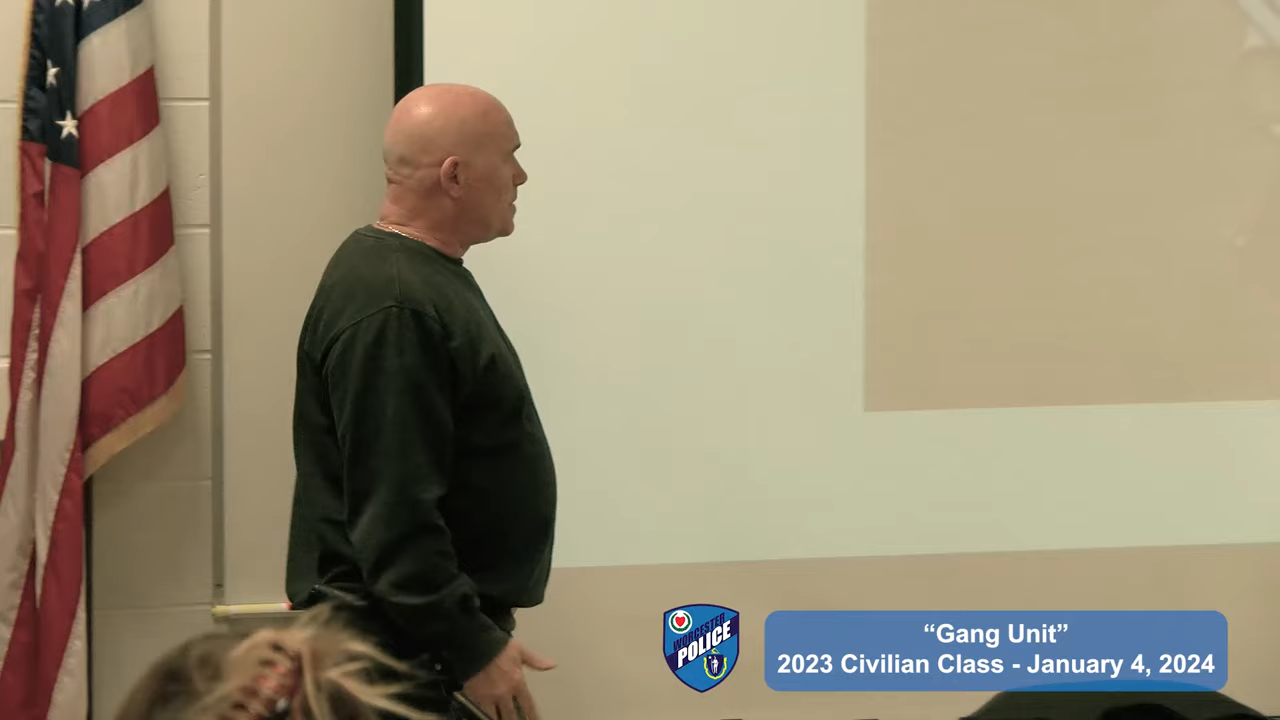 WORCESTER
POLICE
“Gang Unit”
2023 Civilian Class - January 4, 2024